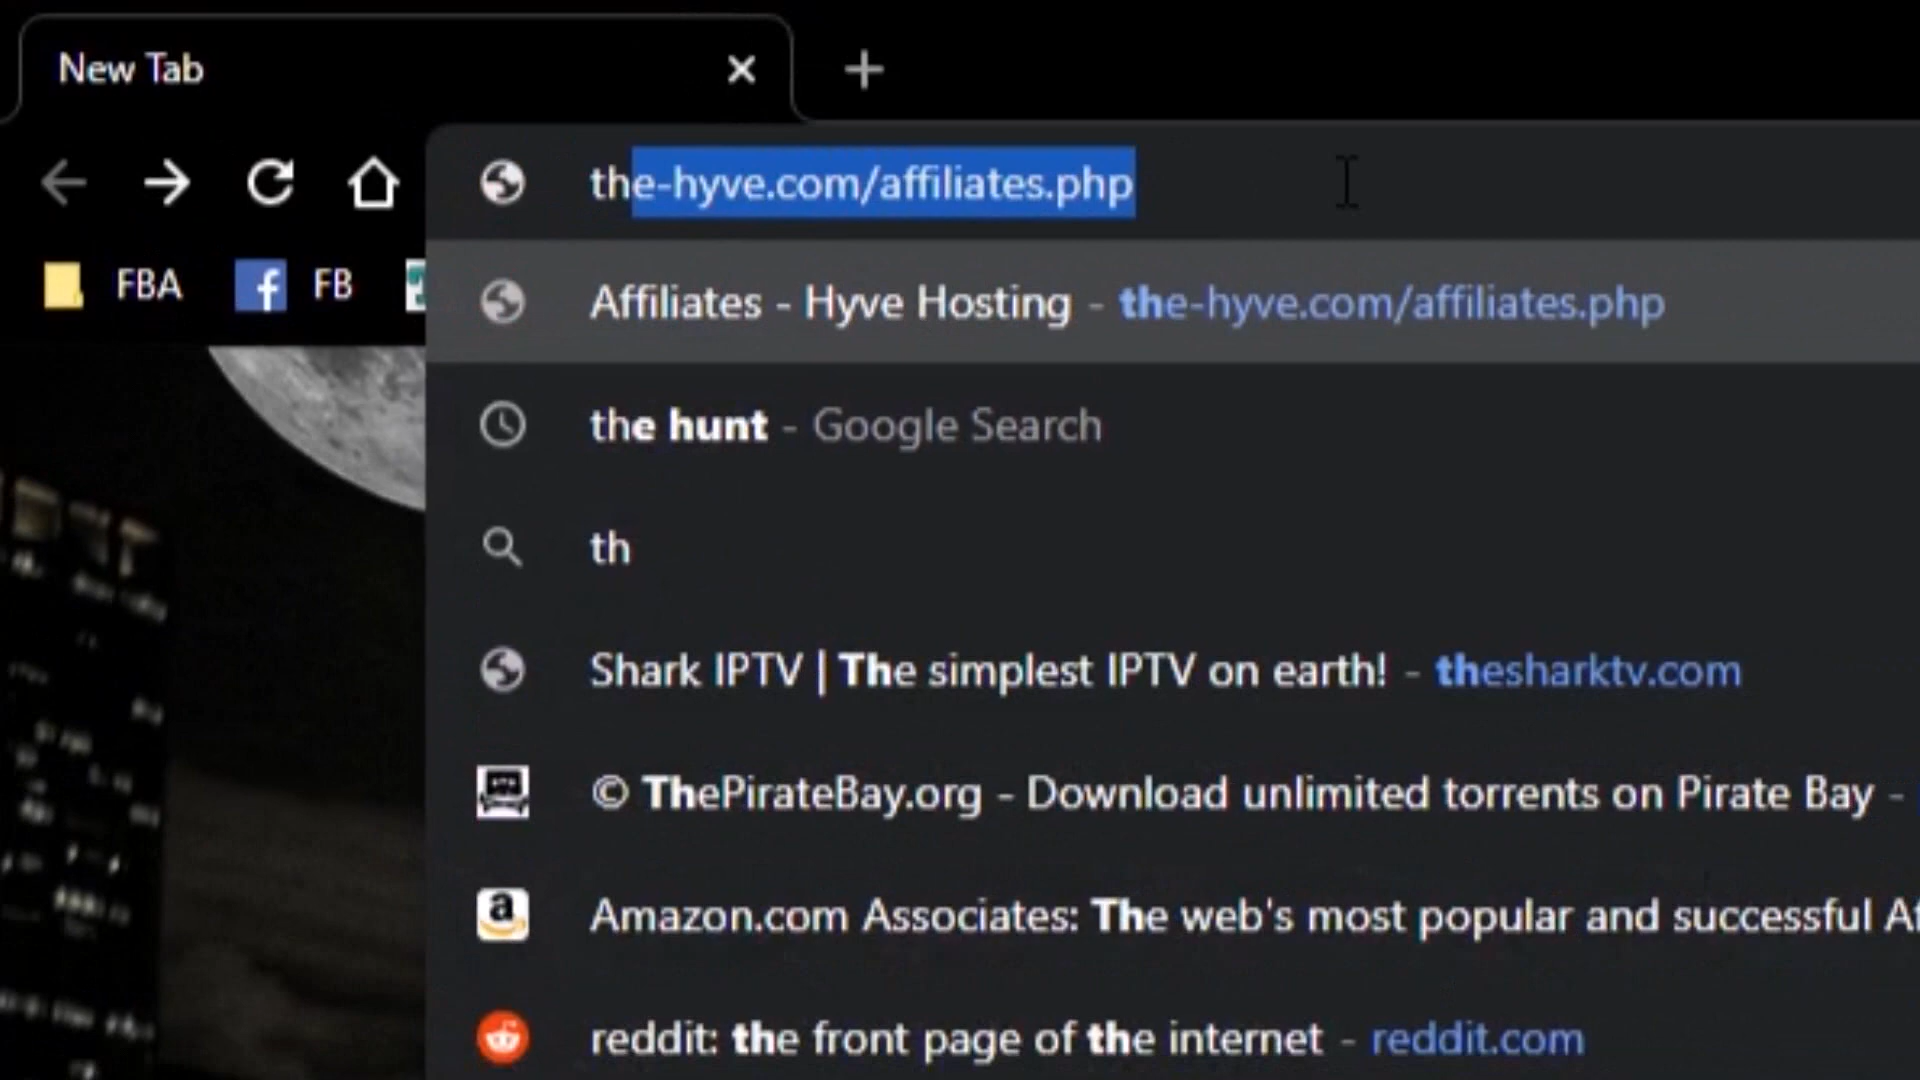 New Tab
the-hyve.com/affiliates.php
FBA FB
Affiliates - Hyve Hosting - the-hyve.com/affiliates.php
the hunt - Google Search
th
Shark IPTV | The simplest IPTV on earth! - thesharktv.com
© ThePirateBay.org - Download unlimited torrents on Pirate Bay -
Amazon.com Associates: The web's most popular and successful Af
reddit: the front page of the internet - reddit.com